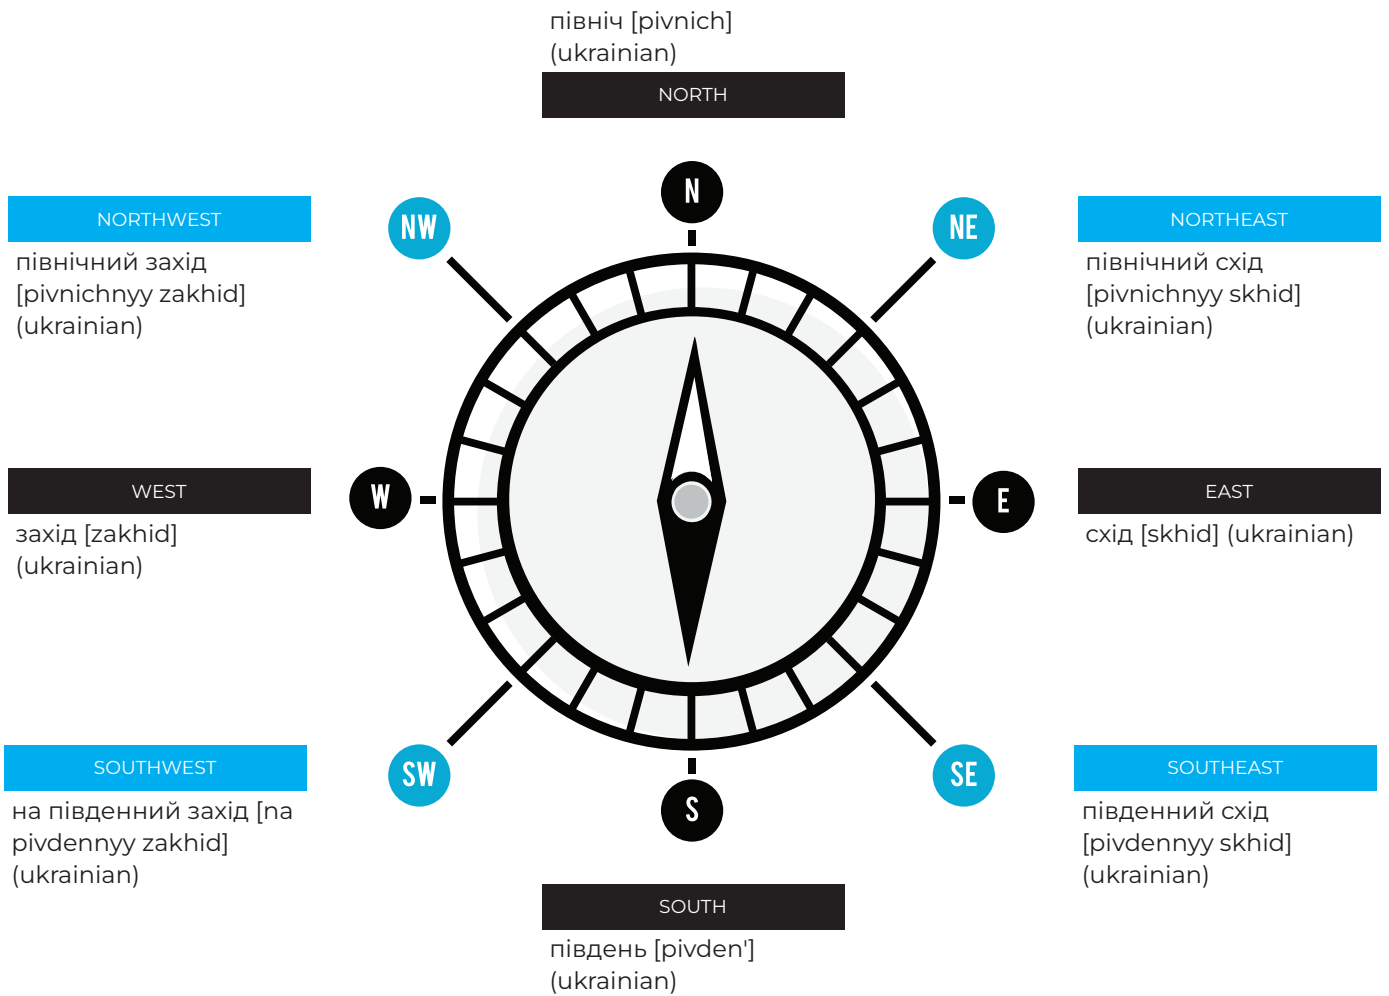 північ [pivnich]
(ukrainian)
NORTH
N
NW
NE
NORTHWEST
північний захід
[pivnichnyy zakhid]
(ukrainian)
NORTHEAST
північний схід
[pivnichnyy skhid]
(ukrainian)
WEST
захід [zakhid]
(ukrainian)
W
E
EAST
схід [skhid] (ukrainian)
SOUTHWEST
на південний захід [na
pivdennyy zakhid]
(ukrainian)
SW
SE
SOUTHEAST
південний схід
[pivdennyy skhid]
(ukrainian)
S
SOUTH
південь [pivden']
(ukrainian)